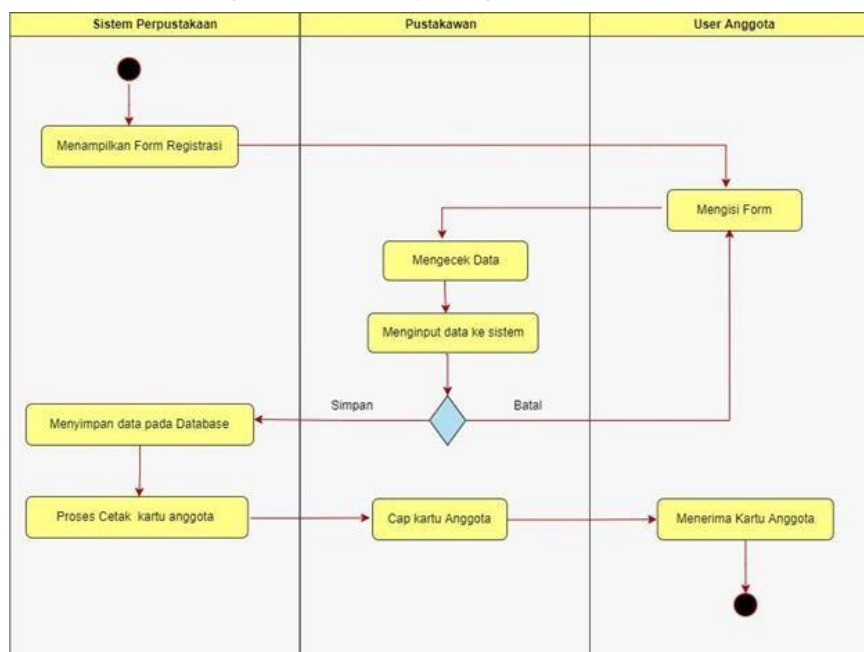 Sistem Perpustakaan
Pustakawan
User Anggota
Menampilkan Form Registrasi
Mengisi Form
Mengecek Data
Menginput data ke sistem
Simpan
Batal
Menyimpan data pada Database
Proses Cetak kartu anggota
Cap kartu Anggota
Menerima Kartu Anggota